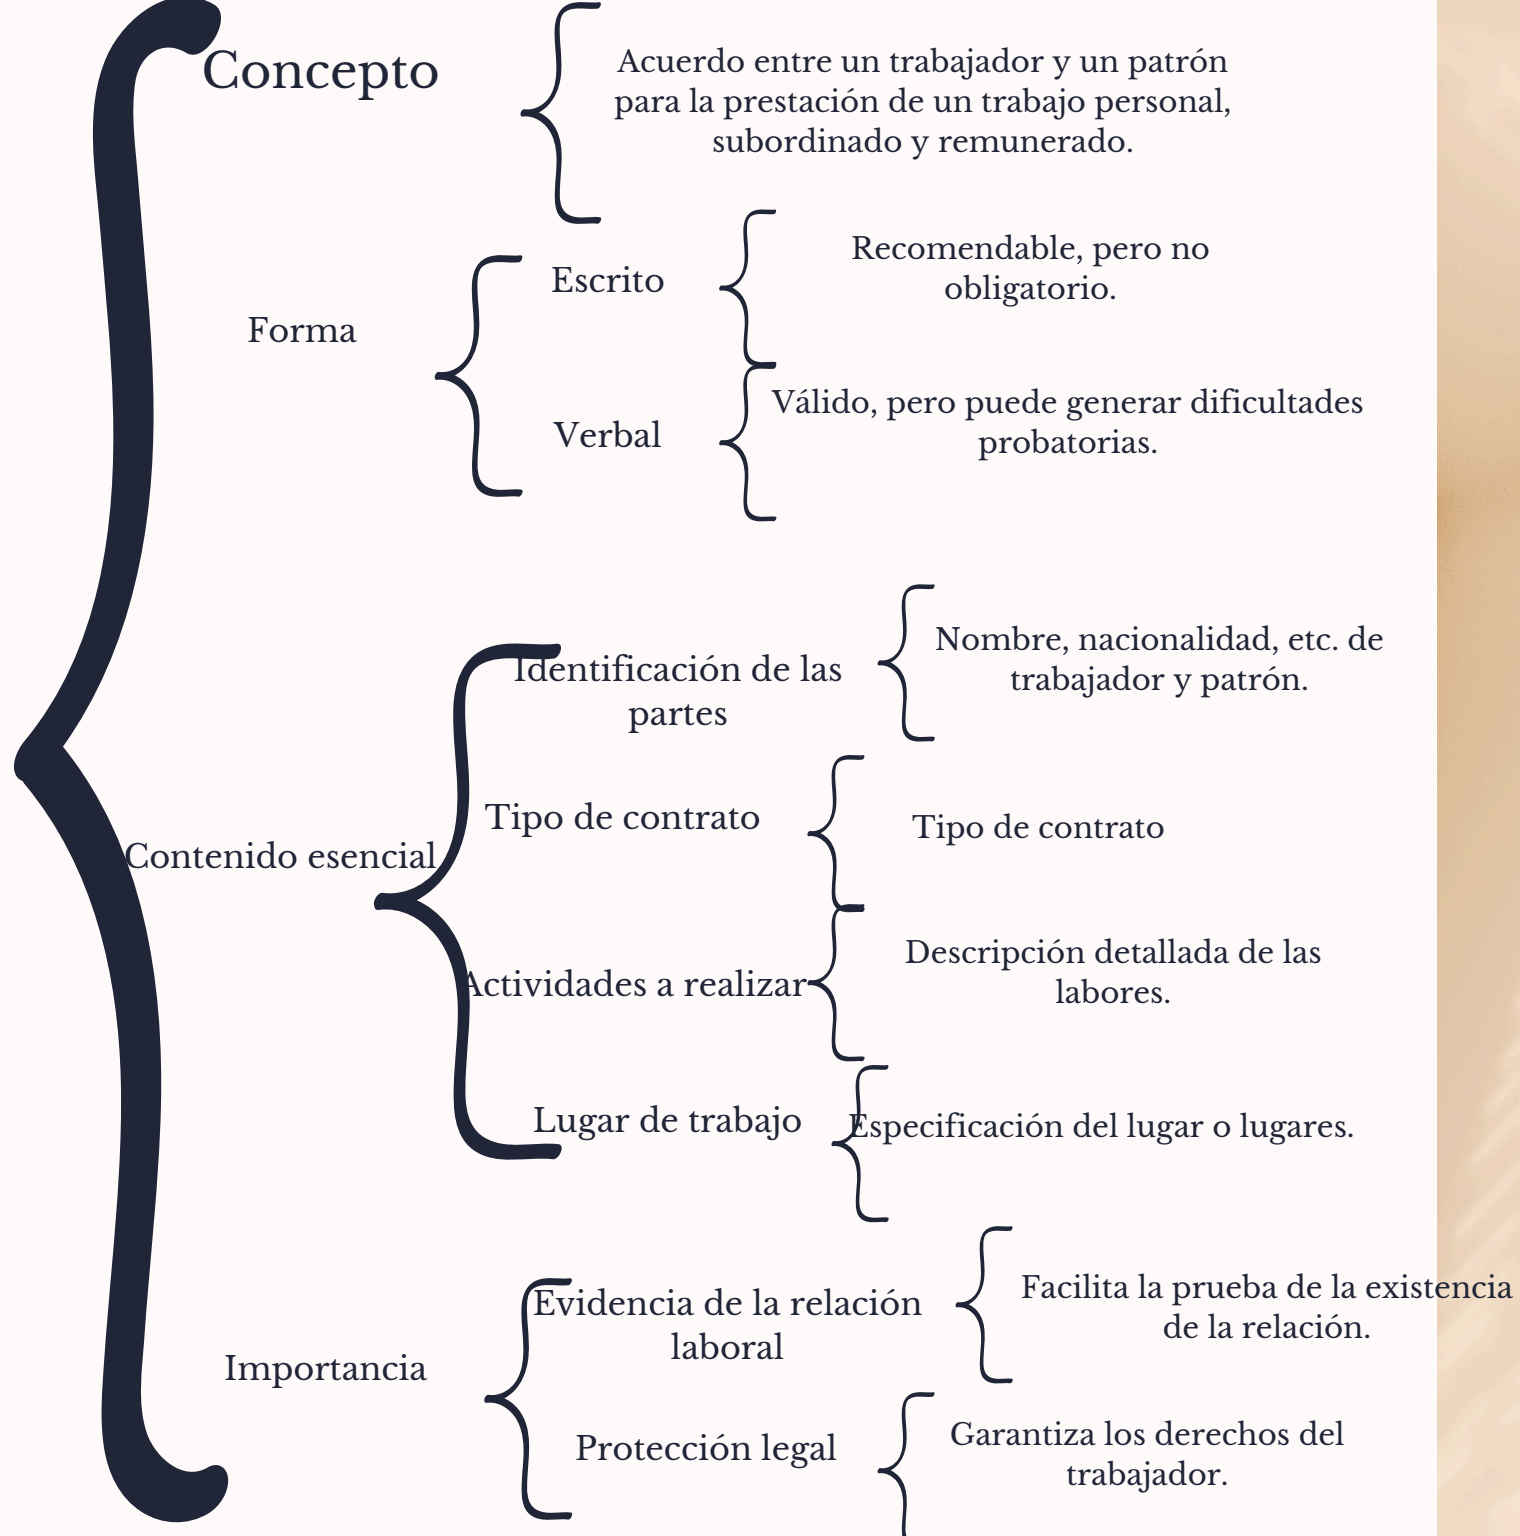 Concepto
Acuerdo entre un trabajador y un patrón
para la prestación de un trabajo personal,
subordinado y remunerado.
Forma
Escrito
Recomendable, pero no
obligatorio.
Verbal
Válido, pero puede generar dificultades
probatorias.
Contenido esencial
Identificación de las
partes
Nombre, nacionalidad, etc. de
trabajador y patrón.
Tipo de contrato
Tipo de contrato
Actividades a realizar
Descripción detallada de las
labores.
Lugar de trabajo
Especificación del lugar o lugares.
Importancia
Evidencia de la relación
laboral
Facilita la prueba de la existencia
de la relación.
Protección legal
Garantiza los derechos del
trabajador.